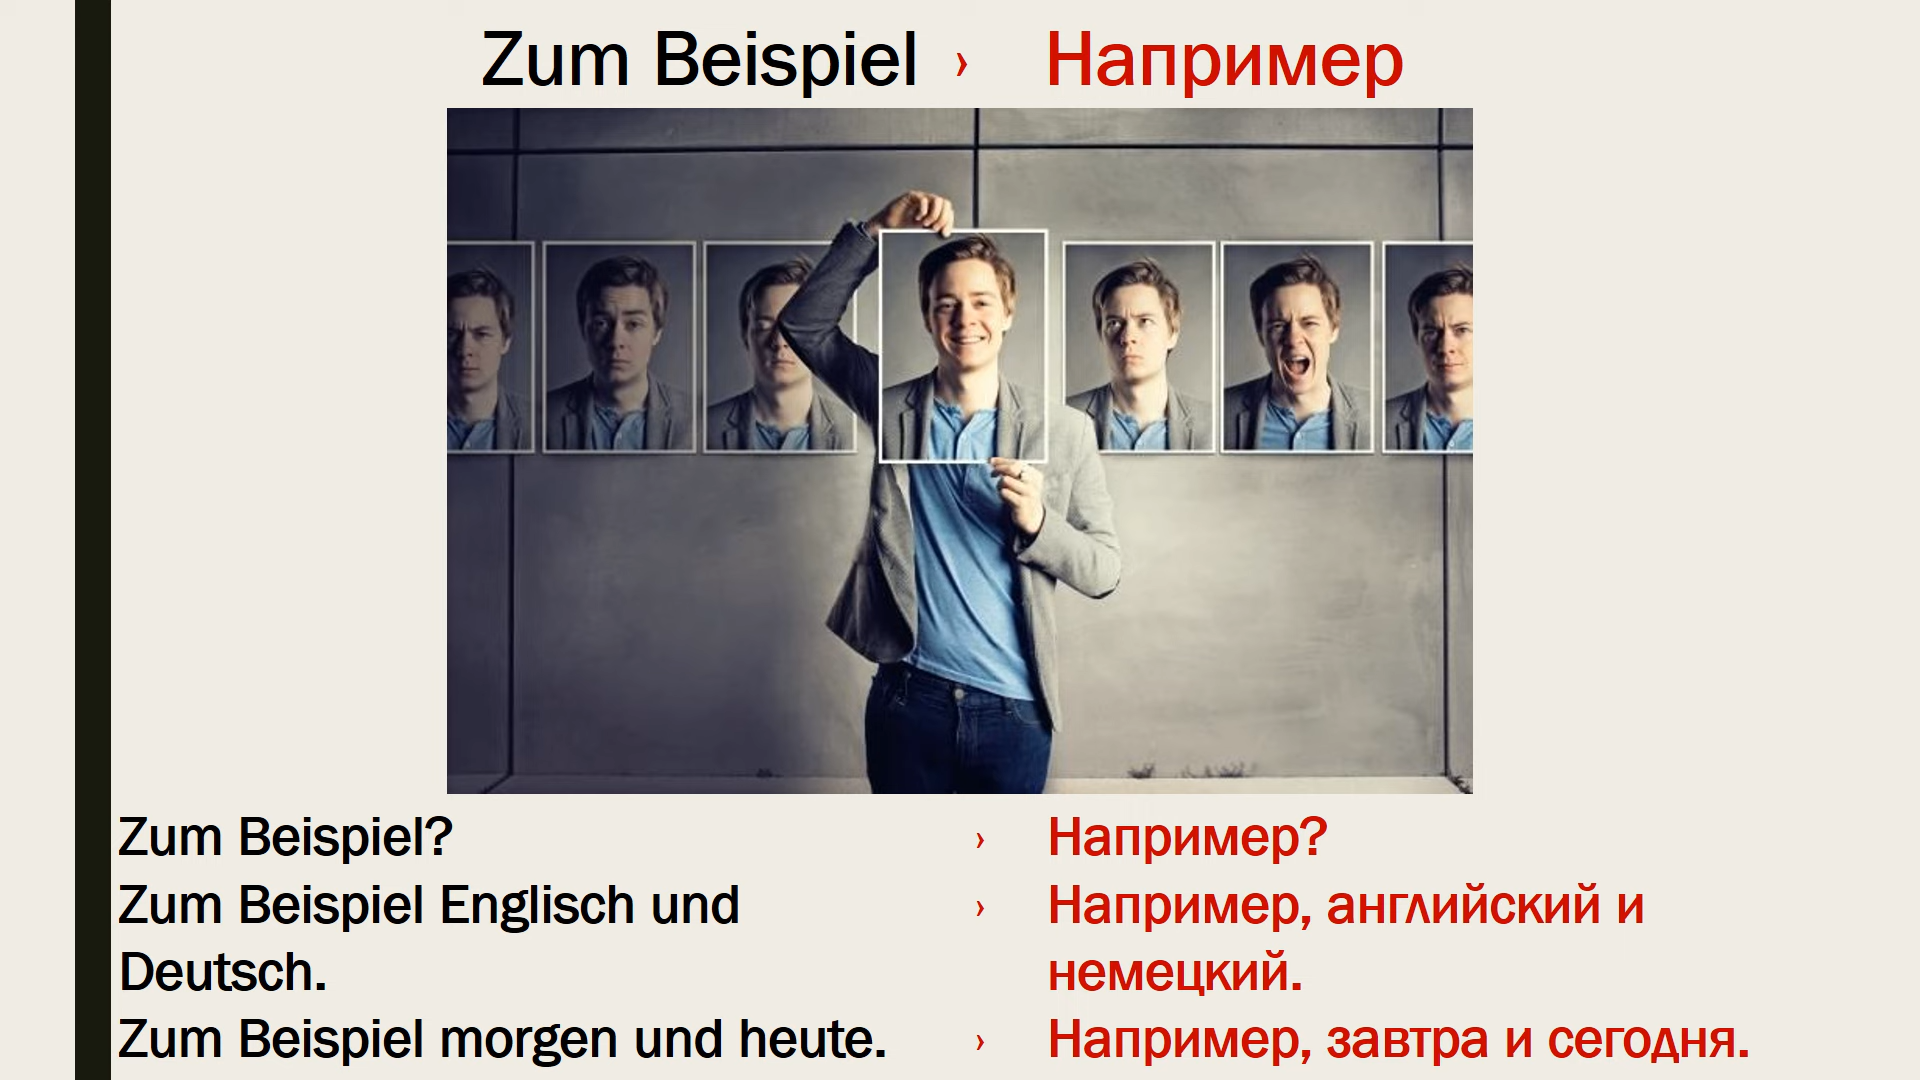 Zum Beispiel › Например
Zum Beispiel? › Например?
Zum Beispiel Englisch und › Например, английский и
Deutsch. немецкий.
Zum Beispiel morgen und heute. › Например, завтра и сегодня.